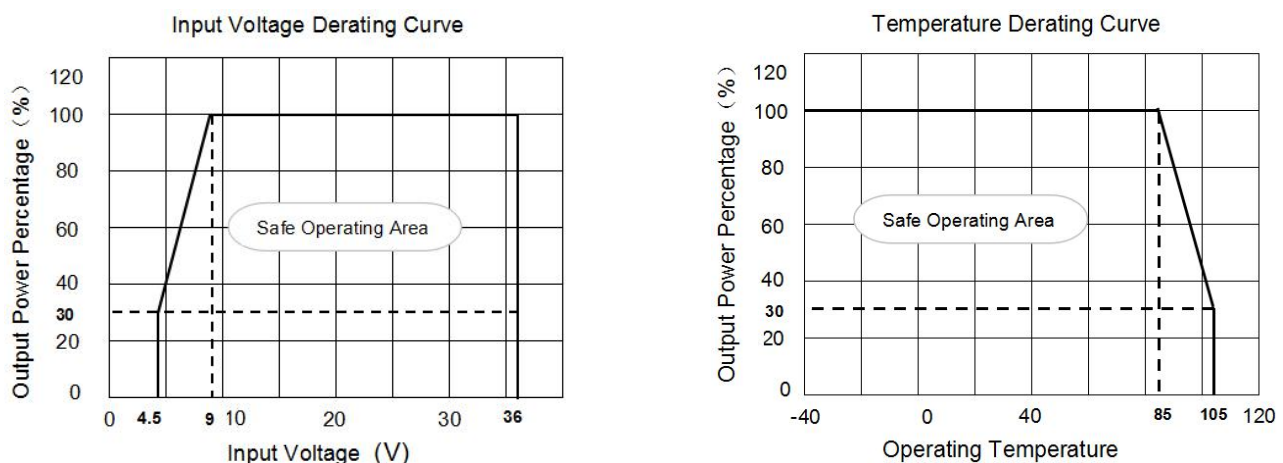 Input Voltage Derating Curve
Output Power Percentage（%）
120
100
80
60
40
30
20
0
Safe Operating Area
0 4.5 9 10 20 30 36
Input Voltage (V)
Temperature Derating Curve
Output Power Percentage（%）
120
100
80
60
40
30
20
0
Safe Operating Area
-40 0 40 85 105 120
Operating Temperature